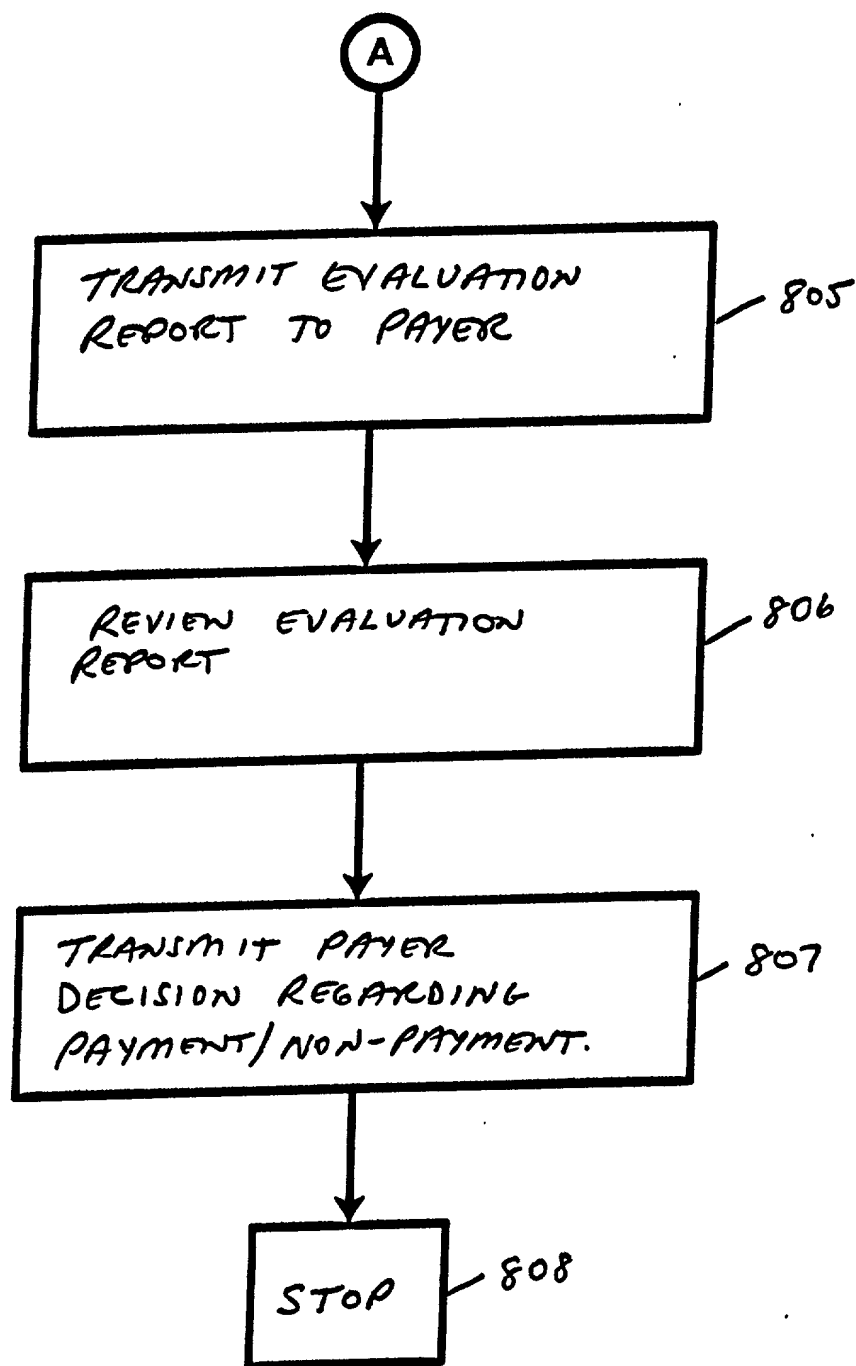 A
TRANSMIT EVALUATION
REPORT TO PAYER
805
REVIEW EVALUATION
REPORT
806
TRANSMIT PAYER
DECISION REGARDING
PAYMENT/NON-PAYMENT.
807
STOP
808